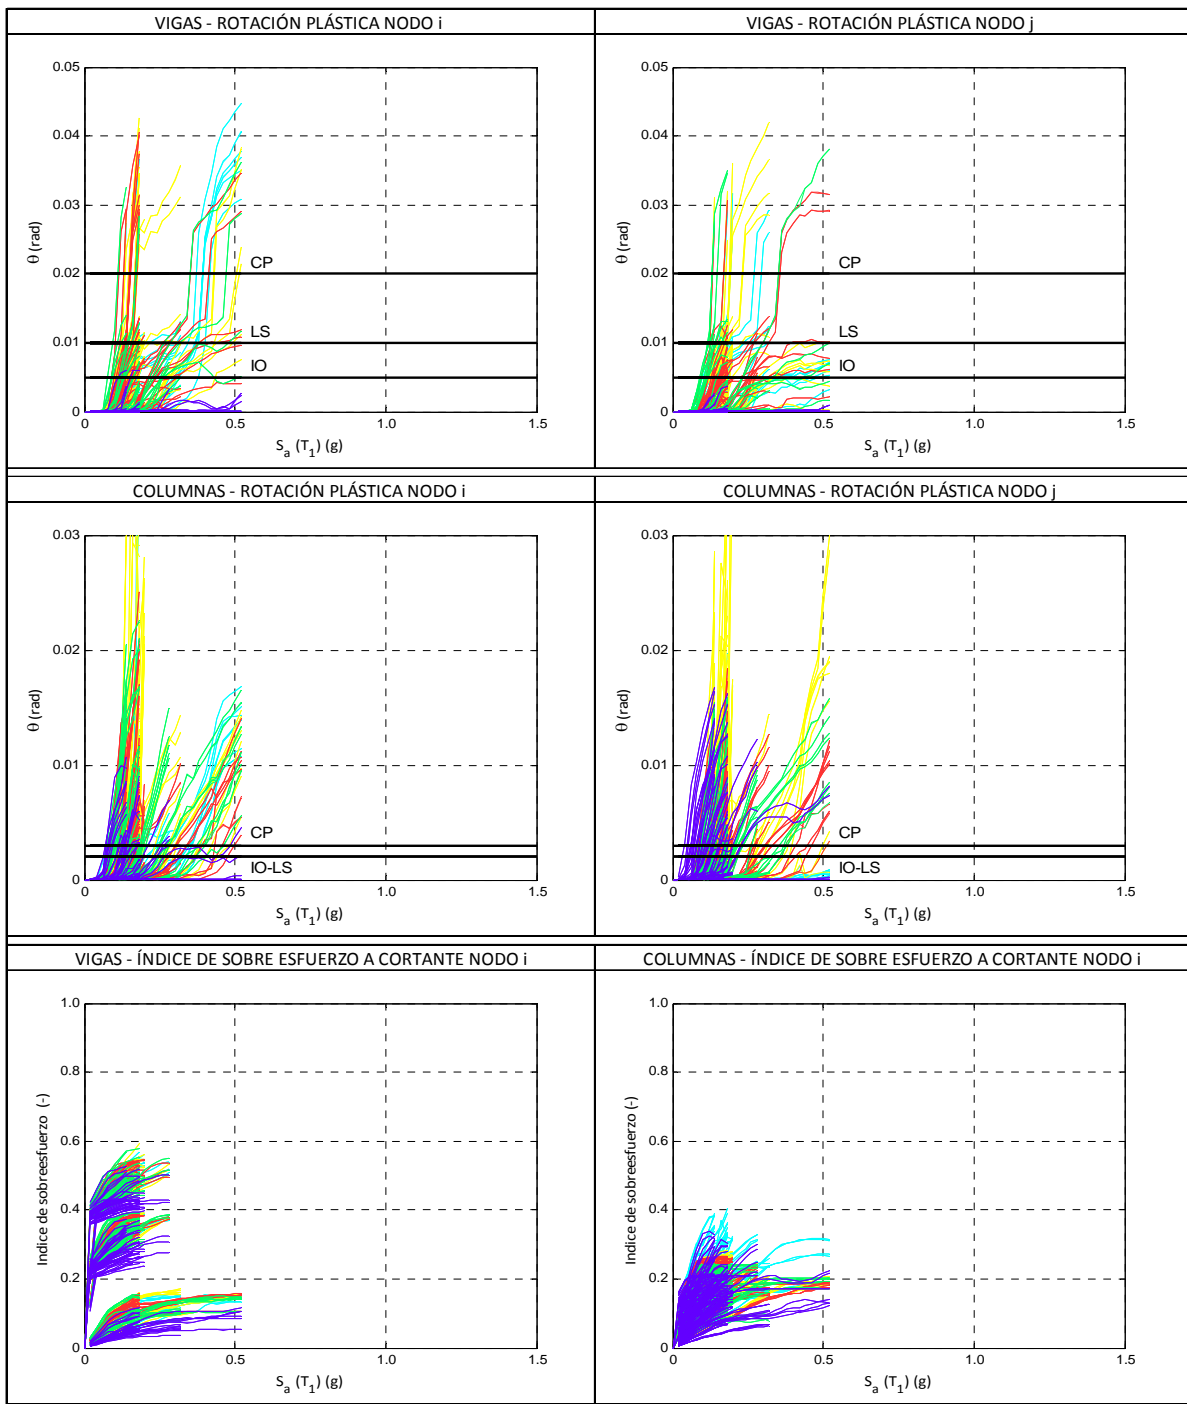 VIGAS - ROTACIÓN PLÁSTICA NODO i
0.05
0.04
0.03
0.02
0.01
0
θ (rad)
CP
LS
IO
0
0.5
1.0
1.5
S_a (T_1) (g)
VIGAS - ROTACIÓN PLÁSTICA NODO j
0.05
0.04
0.03
0.02
0.01
0
θ (rad)
CP
LS
IO
0
0.5
1.0
1.5
S_a (T_1) (g)
COLUMNAS - ROTACIÓN PLÁSTICA NODO i
0.03
0.02
0.01
0
θ (rad)
CP
IO-LS
0
0.5
1.0
1.5
S_a (T_1) (g)
COLUMNAS - ROTACIÓN PLÁSTICA NODO j
0.03
0.02
0.01
0
θ (rad)
CP
IO-LS
0
0.5
1.0
1.5
S_a (T_1) (g)
VIGAS - ÍNDICE DE SOBRE ESFUERZO A CORTANTE NODO i
1.0
0.8
0.6
0.4
0.2
0
Indice de sobreesfuerzo (-)
0
0.5
1.0
1.5
S_a (T_1) (g)
COLUMNAS - ÍNDICE DE SOBRE ESFUERZO A CORTANTE NODO i
1.0
0.8
0.6
0.4
0.2
0
Indice de sobreesfuerzo (-)
0
0.5
1.0
1.5
S_a (T_1) (g)